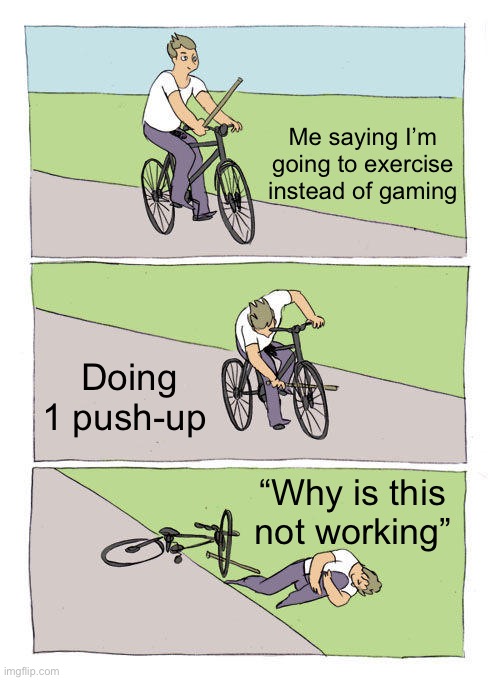 Me saying I’m
going to exercise
instead of gaming
Doing
1 push-up
“Why is this
not working”
imgflip.com